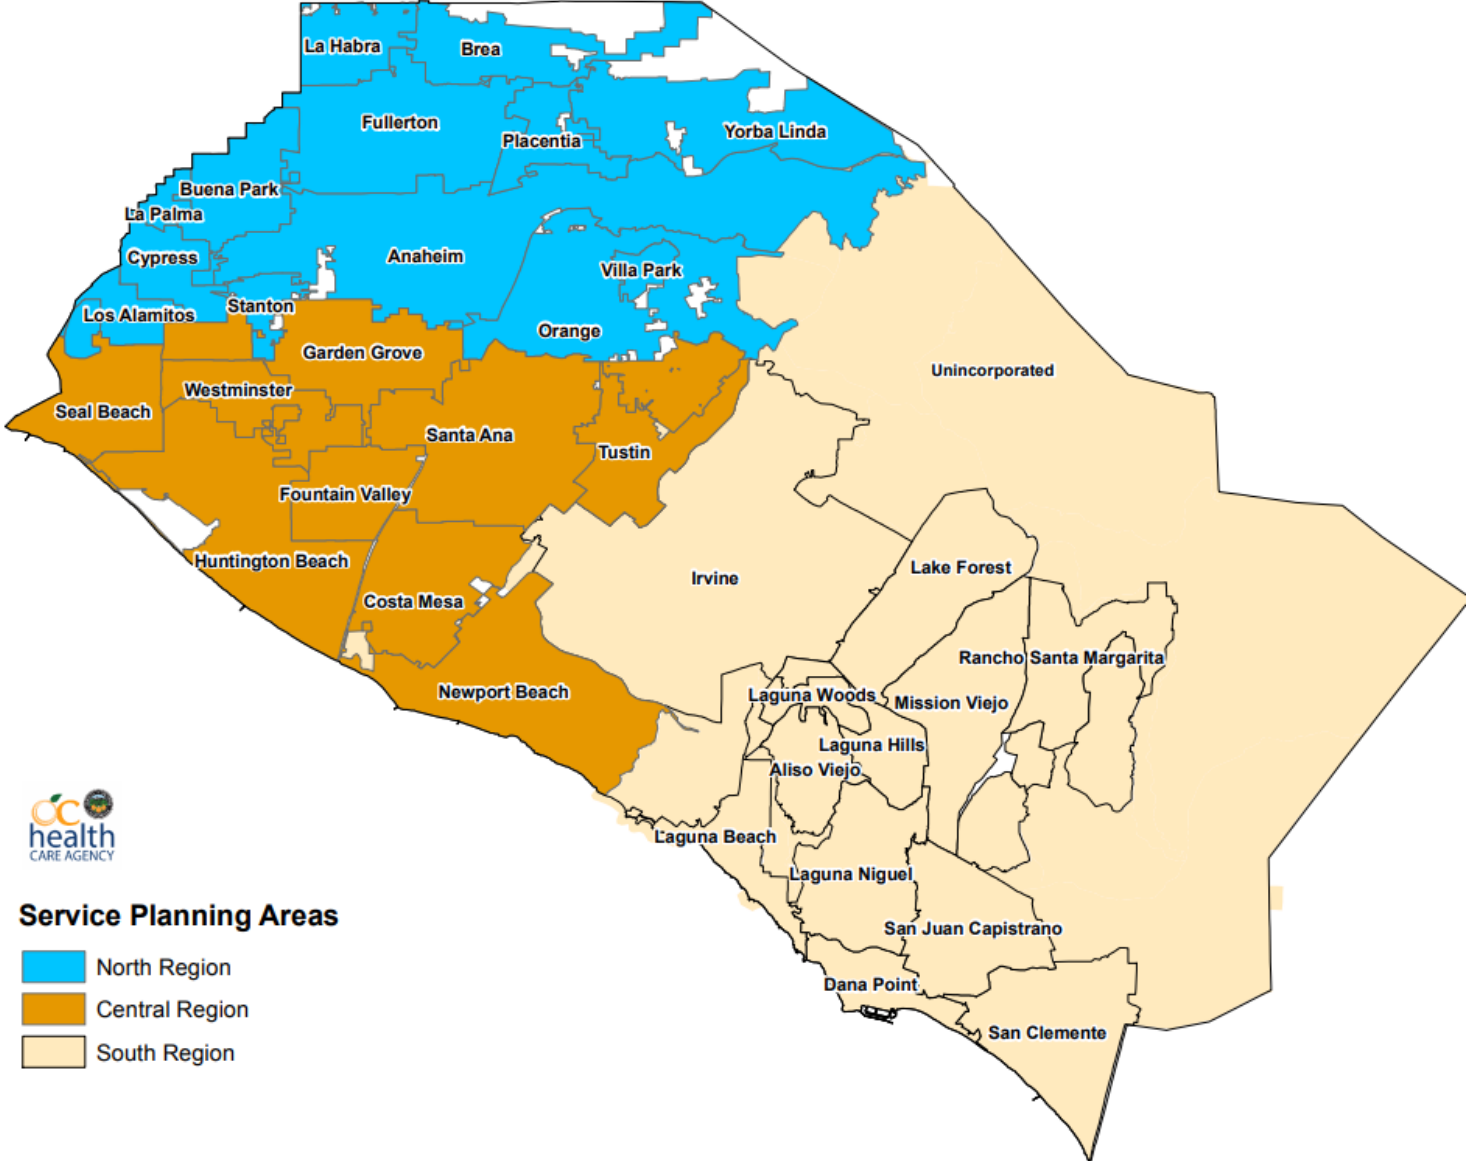 La Habra
Brea
Fullerton
Placentia
Yorba Linda
Buena Park
La Palma
Cypress
Anaheim
Villa Park
Los Alamitos
Stanton
Orange
Garden Grove
Unincorporated
Westminster
Seal Beach
Santa Ana
Tustin
Fountain Valley
Huntington Beach
Irvine
Lake Forest
Costa Mesa
Rancho Santa Margarita
Newport Beach
Laguna Woods
Mission Viejo
Laguna Hills
Aliso Viejo
Laguna Beach
Laguna Niguel
San Juan Capistrano
Dana Point
San Clemente
OC
health
CARE AGENCY
Service Planning Areas
North Region
Central Region
South Region